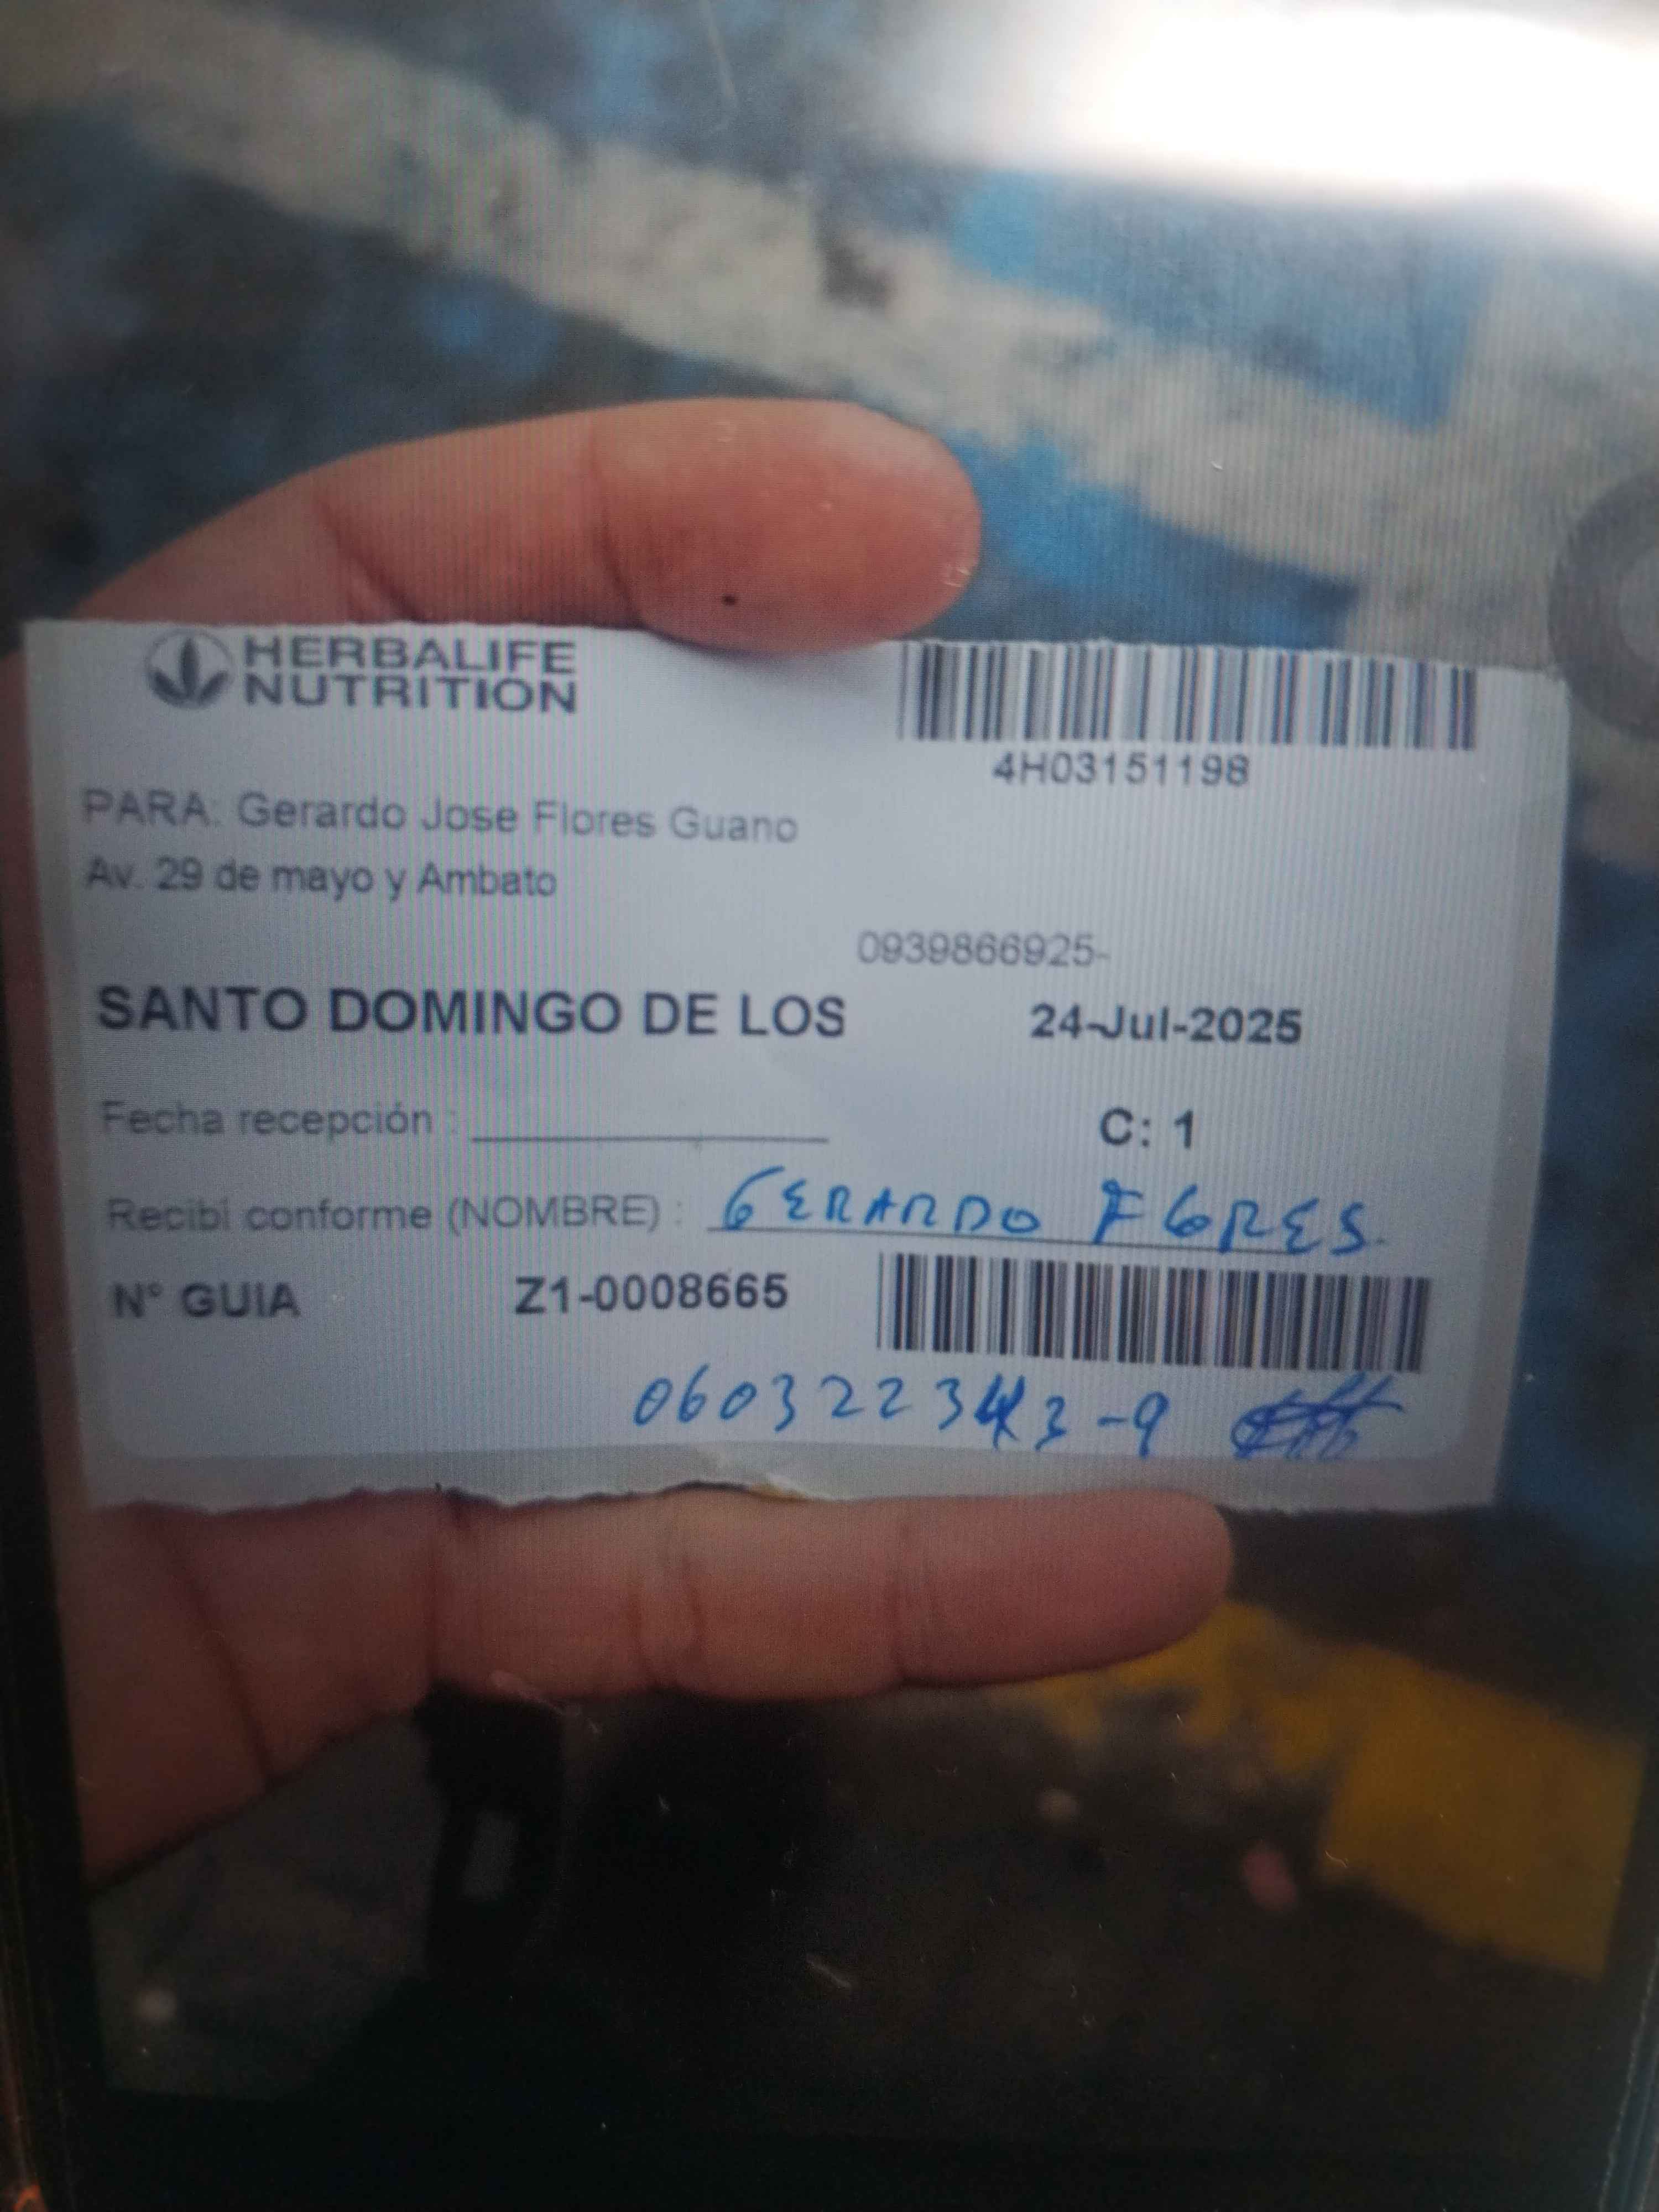 HERBALIFE
NUTRITION
4H03151198
PARA: Gerardo Jose Flores Guano
Av. 29 de mayo y Ambato
0939866925-
SANTO DOMINGO DE LOS 24-Jul-2025
Fecha recepción : C: 1
Recibi conforme (NOMBRE) : GERARDO FLORES.
N° GUIA Z1-0008665